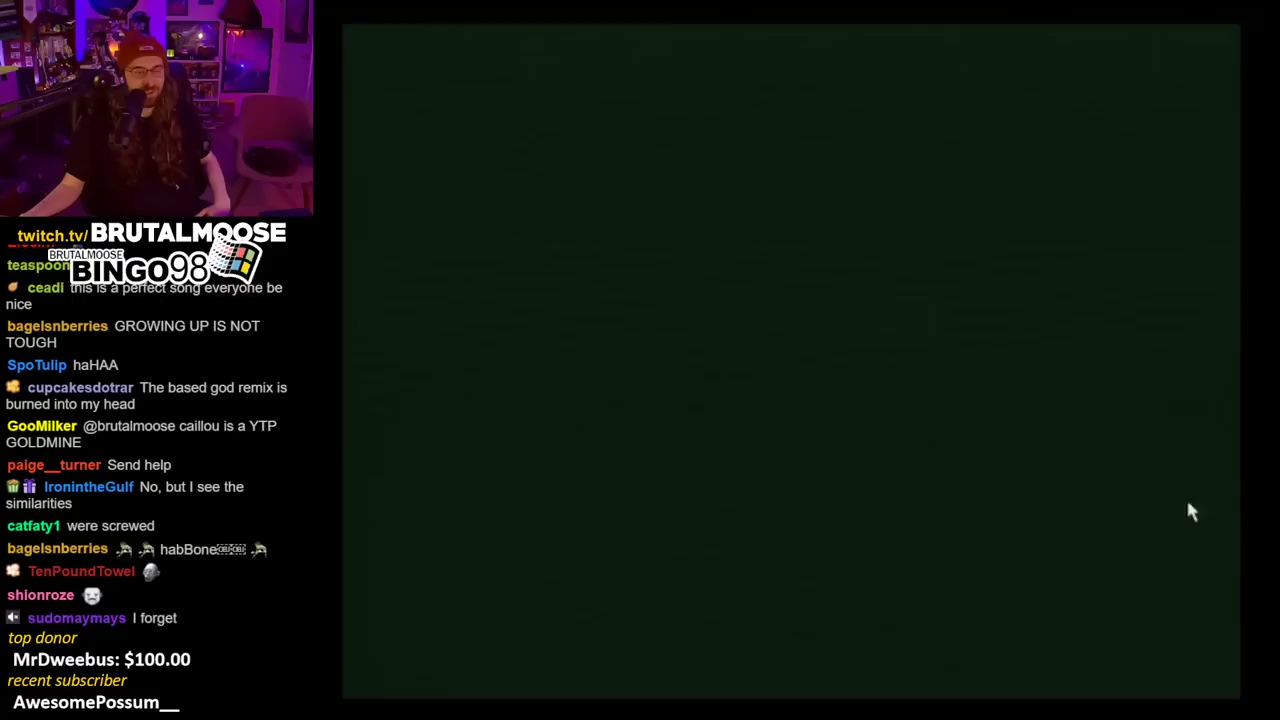 twitch.tv/BRUTALMOOSE
BRUTALMOOSE
BINGO98
teaspoon
ceadi this is a perfect song everyone be
nice
bagelsnberries GROWING UP IS NOT
TOUGH
SpoTulip haHAA
cupcakesdotrar The based god remix is
burned into my head
GooMilker @brutalmoose caillou is a YTP
GOLDMINE
paige__turner Send help
IronintheGulf No, but I see the
similarities
catfaty1 were screwed
bagelsnberries habBone
TenPoundTowel
shionroze
sudomaymays I forget
top donor
MrDweebus: $100.00
recent subscriber
AwesomePossum__